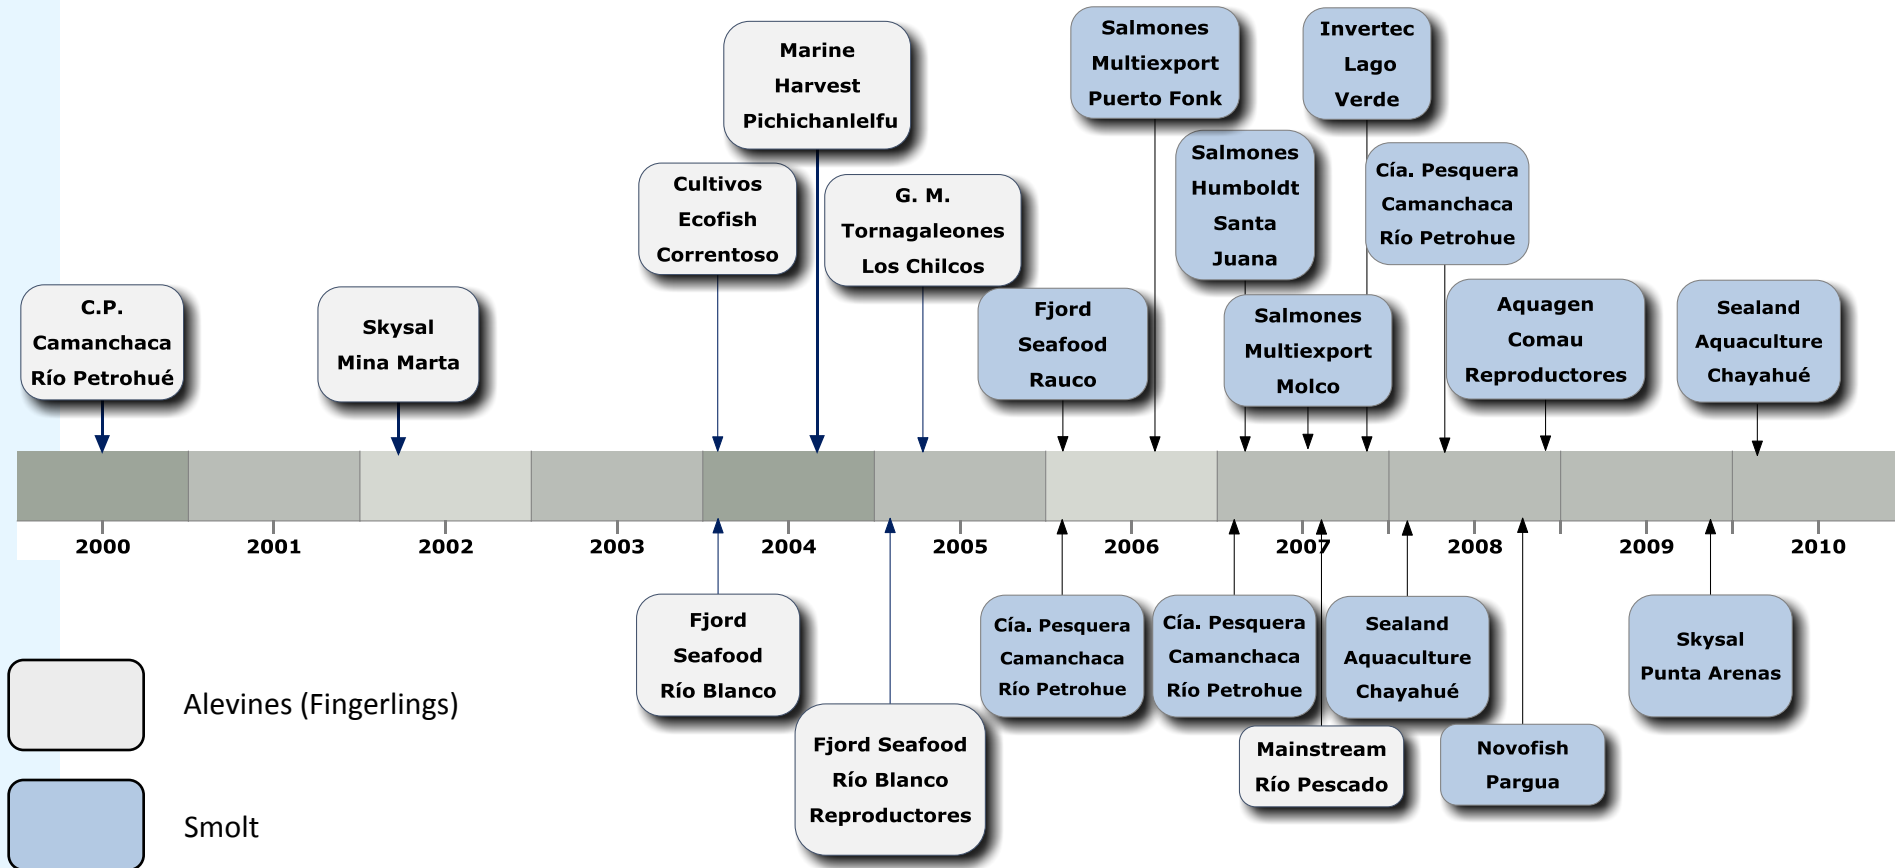 Salmones
Multiexport
Puerto Fonk
Invertec
Lago
Verde
Marine
Harvest
Pichichanlelfu
Salmones
Humboldt
Santa
Juana
Cía. Pesquera
Camanchaca
Río Petrohue
Cultivos
Ecofish
Correntoso
G. M.
Tornagaleones
Los Chilcos
C.P.
Camanchaca
Río Petrohué
Skysal
Mina Marta
Fjord
Seafood
Rauco
Salmones
Multiexport
Molco
Aquagen
Comau
Reproductores
Sealand
Aquaculture
Chayahué
2000
2001
2002
2003
2004
2005
2006
2007
2008
2009
2010
Fjord
Seafood
Río Blanco
Cía. Pesquera
Camanchaca
Río Petrohue
Cía. Pesquera
Camanchaca
Río Petrohue
Sealand
Aquaculture
Chayahué
Skysal
Punta Arenas
Fjord Seafood
Río Blanco
Reproductores
Mainstream
Río Pescado
Novofish
Pargua
Alevines (Fingerlings)
Smolt